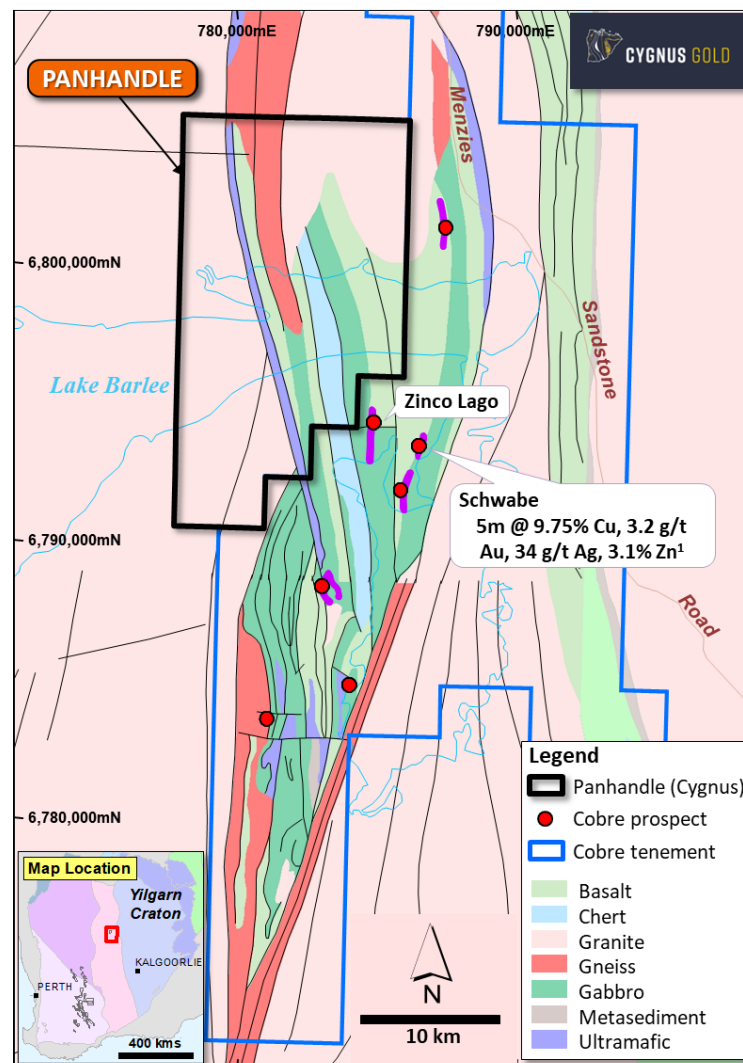 780,000mE
790,000mE
CYGNUS GOLD
PANHANDLE
Menzies
6,800,000mN
Sandstone
Lake Barlee
Zinco Lago
Schwabe
5m @ 9.75% Cu, 3.2 g/t
Au, 34 g/t Ag, 3.1% Zn¹
6,790,000mN
Road
6,780,000mN
Legend
Panhandle (Cygnus)
Cobre prospect
Cobre tenement
Basalt
Chert
Granite
Gneiss
Gabbro
Metasediment
Ultramafic
Map Location
Yilgarn
Craton
KALGOORLIE
PERTH
400 kms
N
10 km